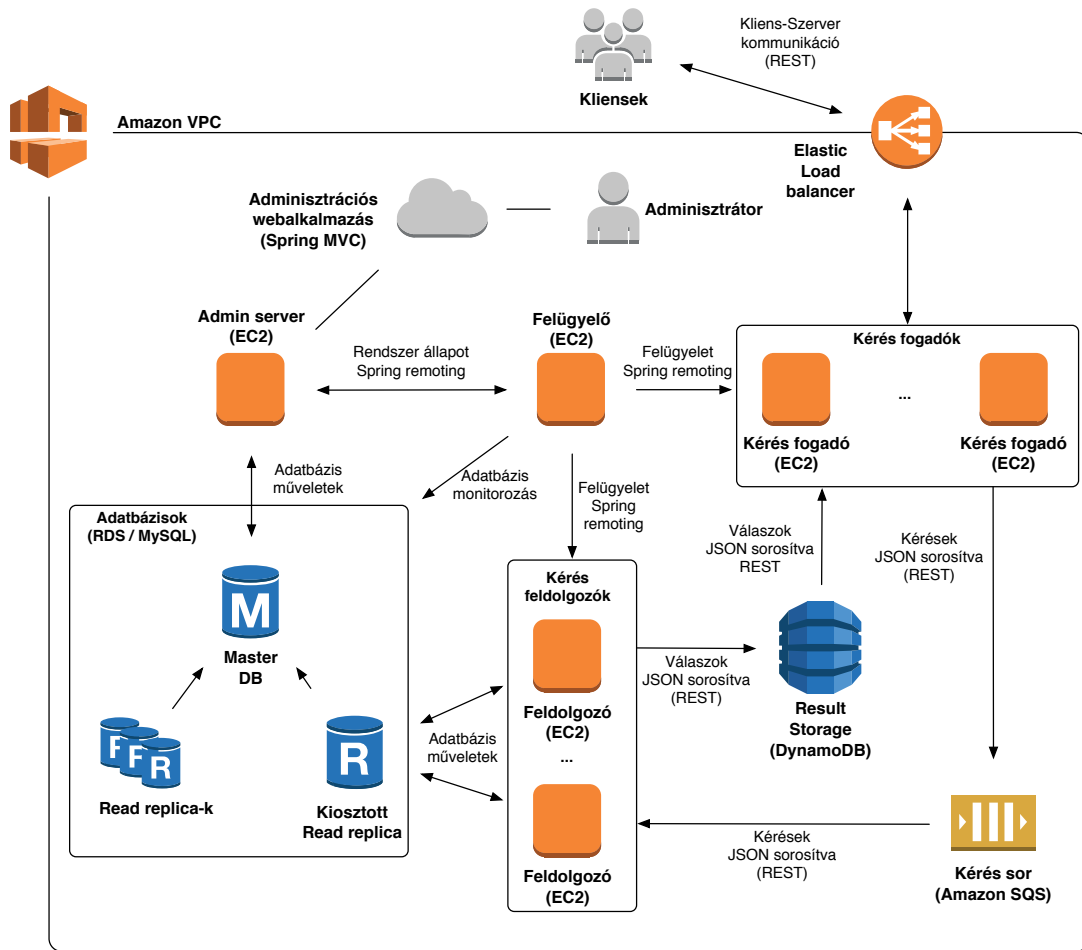 Kliens-Szerver
kommunikáció
(REST)
Kliensek
Amazon VPC
Elastic
Load
balancer
Adminisztrációs
webalkalmazás
(Spring MVC)
Adminisztrátor
Admin server
(EC2)
Felügyelő
(EC2)
Rendszer állapot
Spring remoting
Felügyelet
Spring remoting
Kérés fogadók
...
Kérés fogadó
(EC2)
Kérés fogadó
(EC2)
Adatbázis
műveletek
Adatbázis
monitorozás
Felügyelet
Spring
remoting
Adatbázisok
(RDS / MySQL)
M
Master
DB
R
R
R
Read replica-k
R
Kiosztott
Read replica
Adatbázis
műveletek
Kérés
feldolgozók
Feldolgozó
(EC2)
...
Feldolgozó
(EC2)
Válaszok
JSON sorosítva
REST
Kérések
JSON sorosítva
(REST)
Válaszok
JSON sorosítva
(REST)
Result
Storage
(DynamoDB)
Kérések
JSON sorosítva
(REST)
Kérés sor
(Amazon SQS)